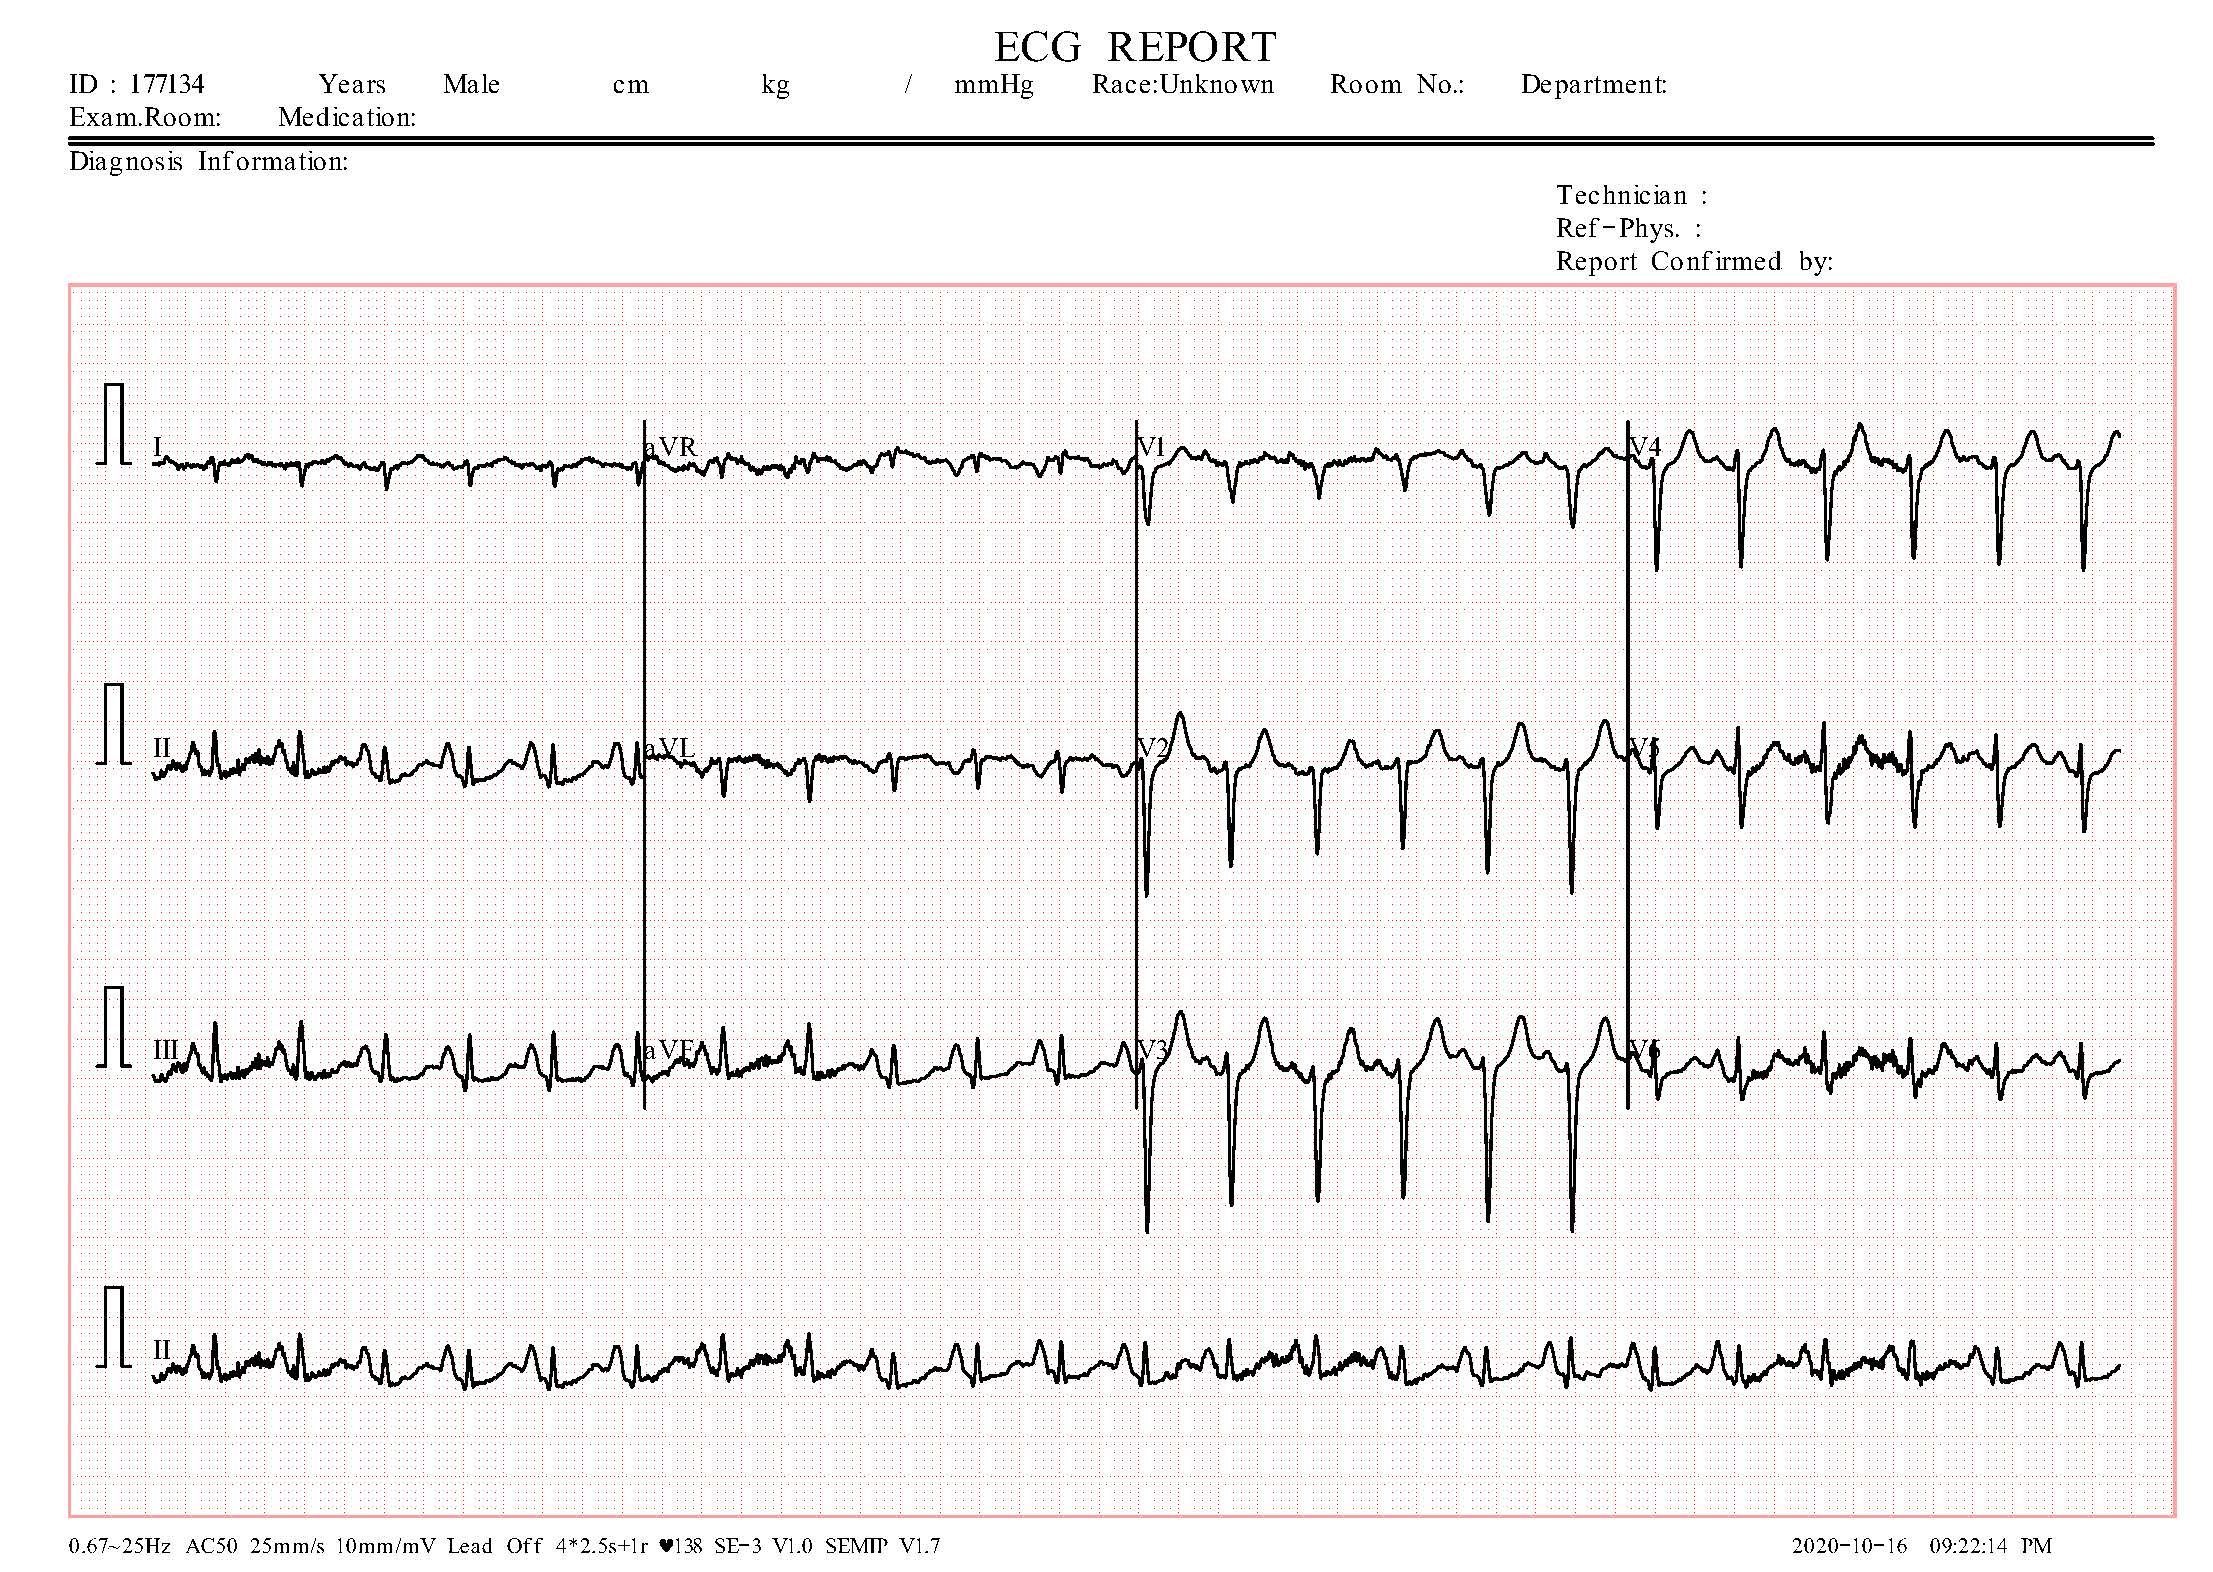 ECG REPORT
ID : 177134 Years Male cm kg / mmHg Race:Unknown Room No.: Department:
Exam.Room: Medication:
Diagnosis Information:
Technician :
Ref-Phys. :
Report Confirmed by:
I aVR V1 V4
II aVL V2 V5
III aVF V3 V6
II
0.67~25Hz AC50 25mm/s 10mm/mV Lead Off 4*2.5s+1r ♥138 SE-3 V1.0 SEMIP V1.7 2020-10-16 09:22:14 PM